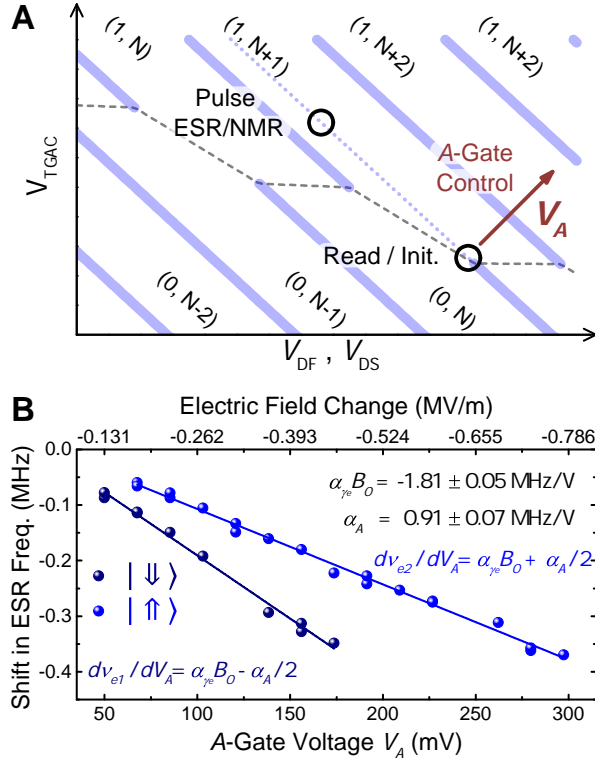 A
(1, N)
(1, N+1)
(1, N+2)
(1, N+2)
Pulse
ESR/NMR
A-Gate
Control
V_A
Read / Init.
(0, N-2)
(0, N-1)
(0, N)
V_TGAC
V_DF , V_DS
B
Electric Field Change (MV/m)
-0.131 -0.262 -0.393 -0.524 -0.655 -0.786
Shift in ESR Freq. (MHz)
0.0
-0.1
-0.2
-0.3
-0.4
α_γe B_0 = -1.81 ± 0.05 MHz/V
α_A = 0.91 ± 0.07 MHz/V
dν_e2/dV_A = α_γe B_0 + α_A/2
| ⇓ ⟩
| ⇑ ⟩
dν_e1/dV_A = α_γe B_0 - α_A/2
50 100 150 200 250 300
A-Gate Voltage V_A (mV)